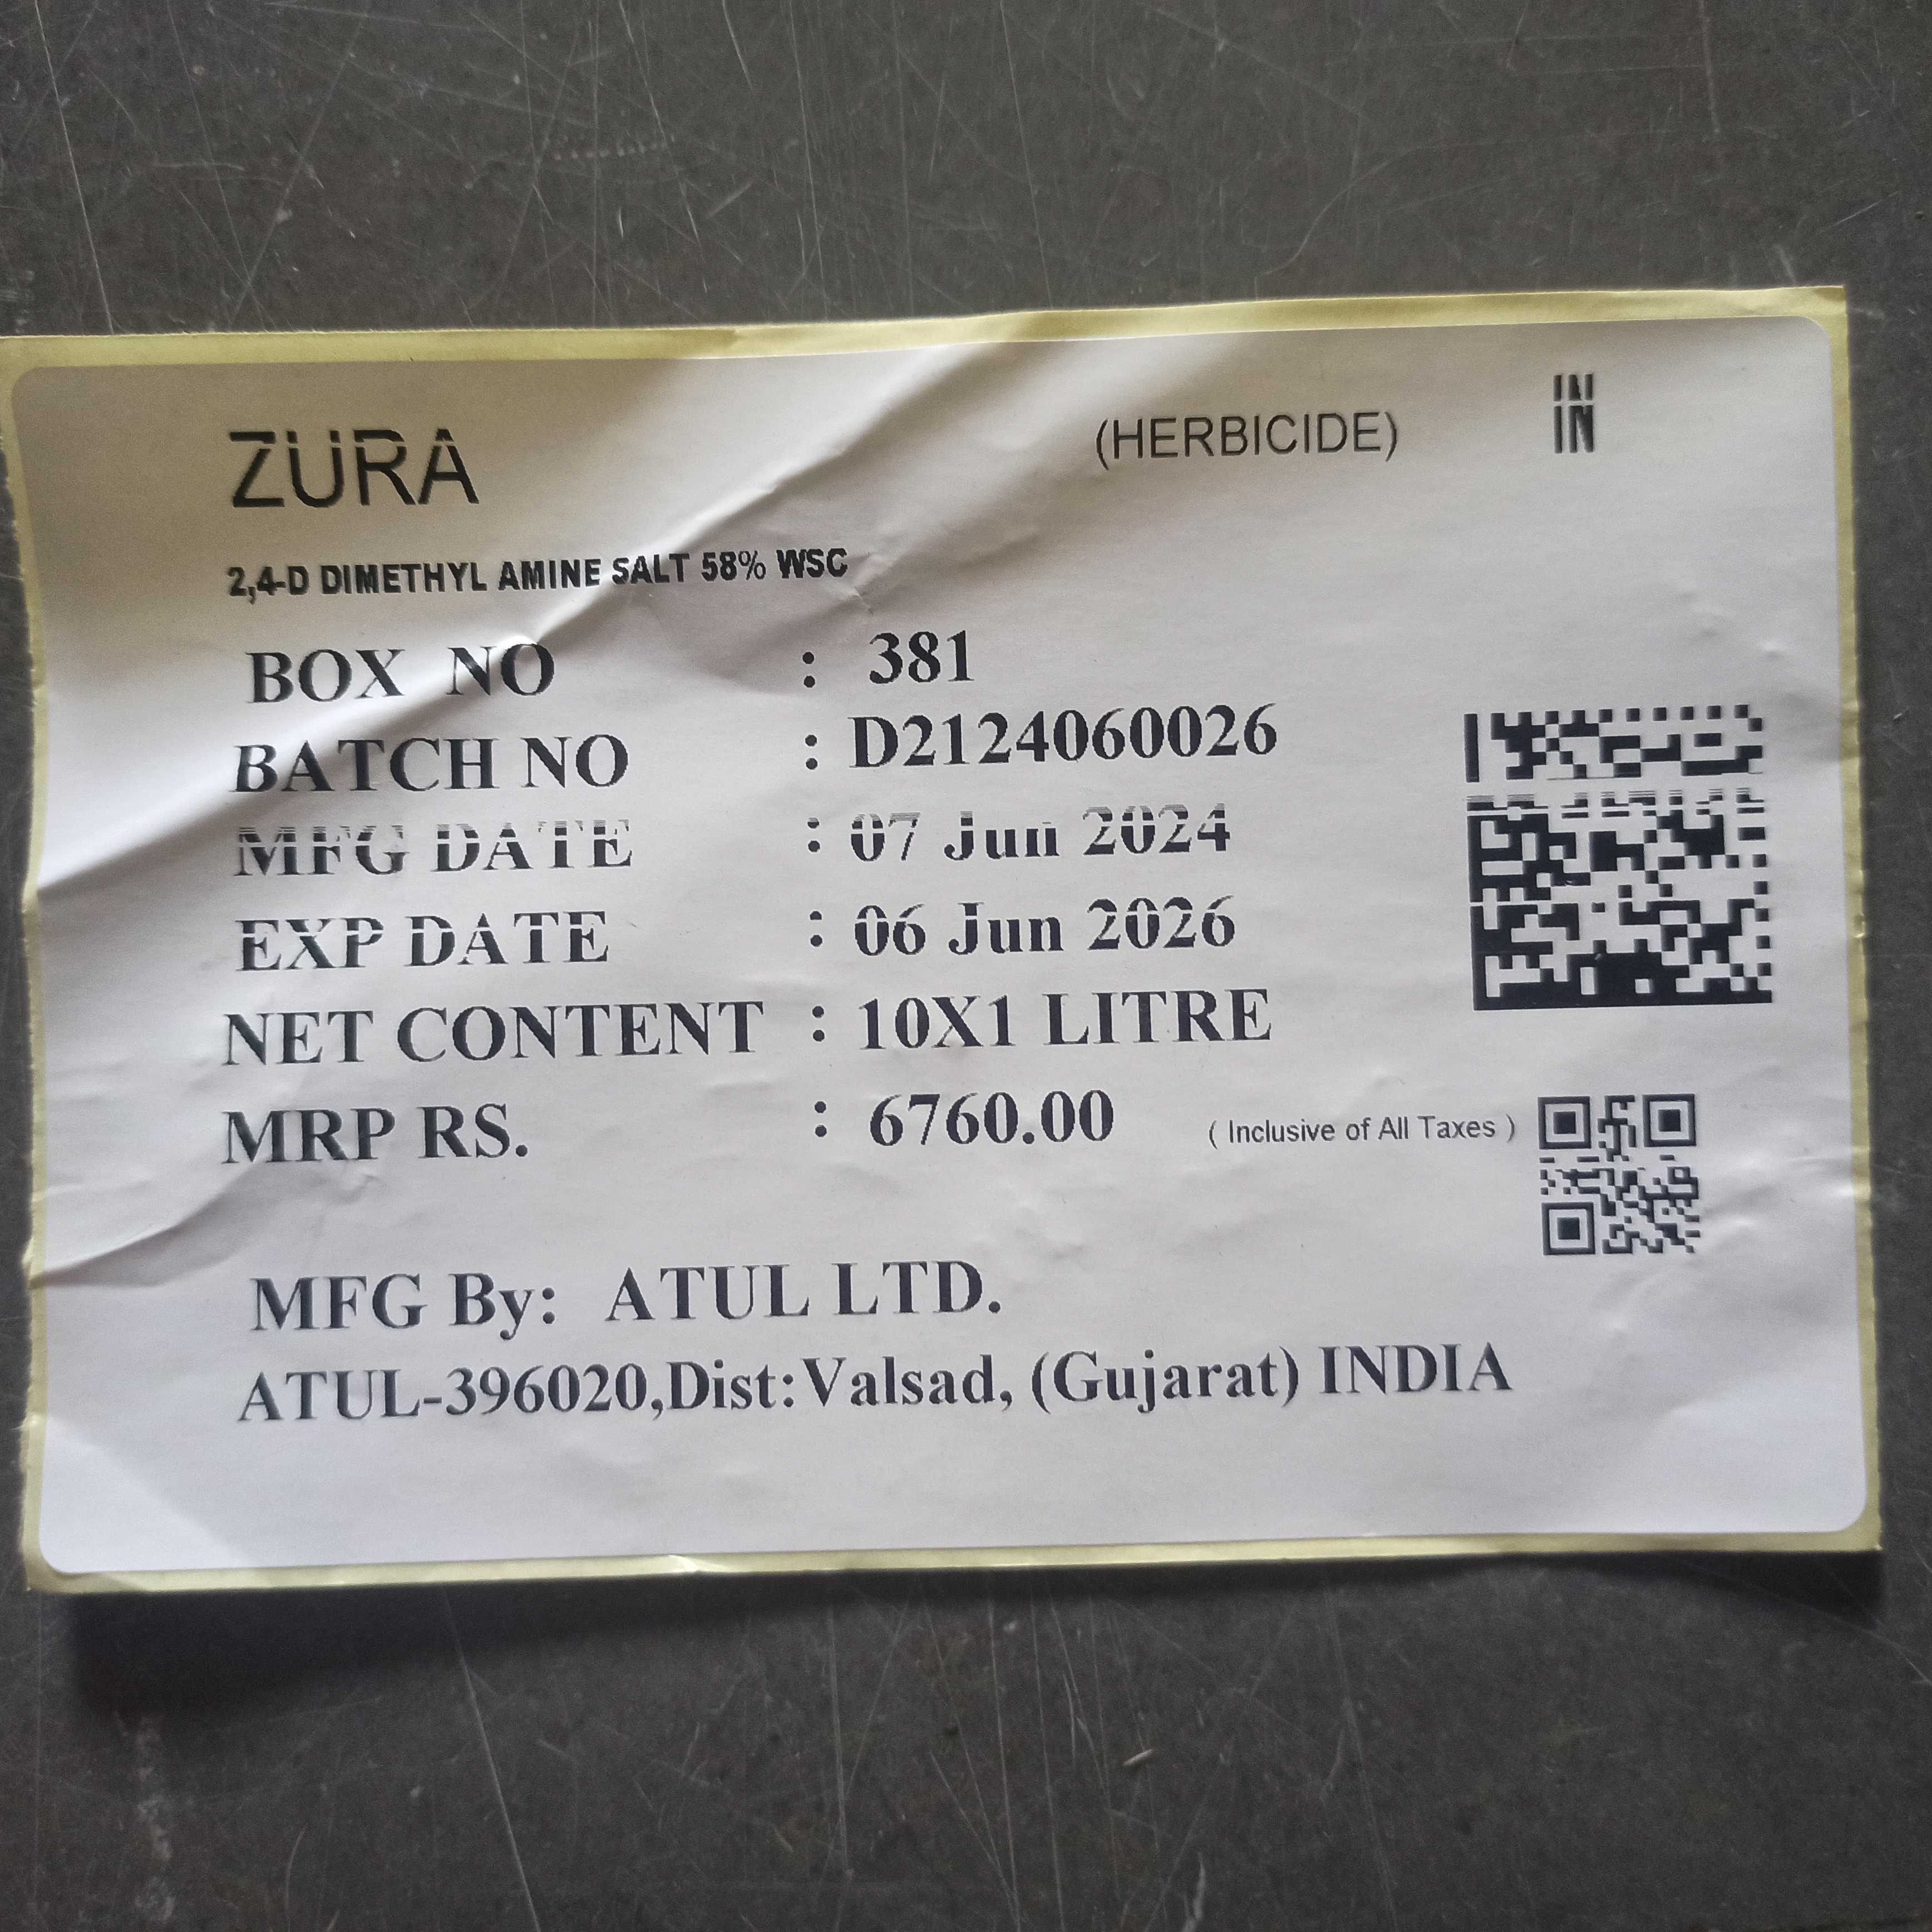 ZURA (HERBICIDE) IN
2,4-D DIMETHYL AMINE SALT 58% WSC
BOX NO : 381
BATCH NO : D2124060026
MFG DATE : 07 Jun 2024
EXP DATE : 06 Jun 2026
NET CONTENT : 10X1 LITRE
MRP RS. : 6760.00 ( Inclusive of All Taxes )
MFG By: ATUL LTD.
ATUL-396020,Dist:Valsad, (Gujarat) INDIA